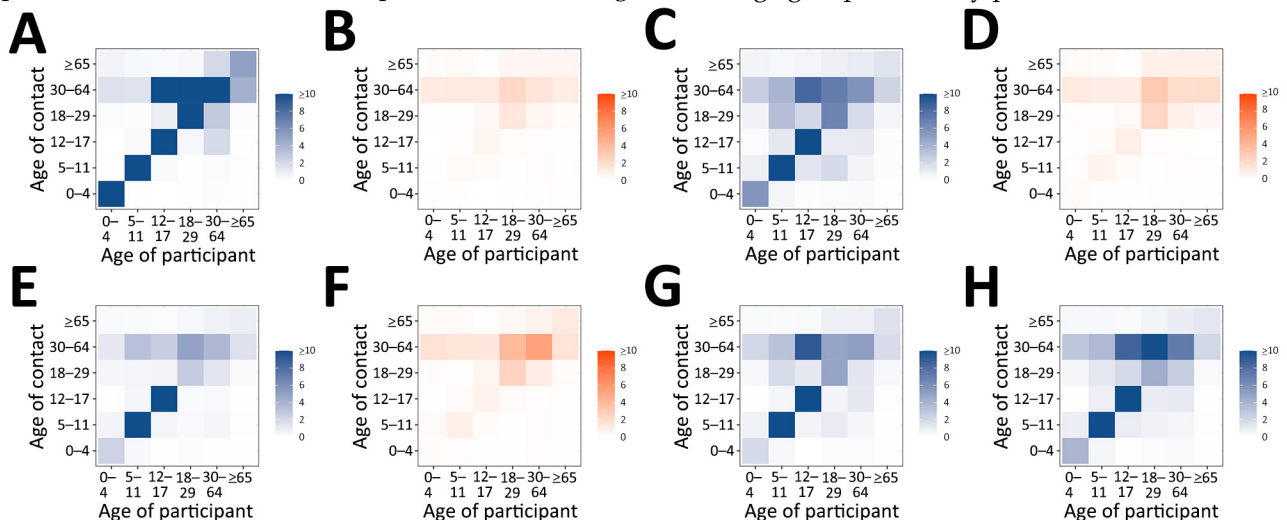 A
Age of contact
≥65
30–64
18–29
12–17
5–11
0–4
0– 5– 12– 18– 30– ≥65
4 11 17 29 64
Age of participant
≥10
8
6
4
2
0
B
Age of contact
≥65
30–64
18–29
12–17
5–11
0–4
0– 5– 12– 18– 30– ≥65
4 11 17 29 64
Age of participant
≥10
8
6
4
2
0
C
Age of contact
≥65
30–64
18–29
12–17
5–11
0–4
0– 5– 12– 18– 30– ≥65
4 11 17 29 64
Age of participant
≥10
8
6
4
2
0
D
Age of contact
≥65
30–64
18–29
12–17
5–11
0–4
0– 5– 12– 18– 30– ≥65
4 11 17 29 64
Age of participant
≥10
8
6
4
2
0
E
Age of contact
≥65
30–64
18–29
12–17
5–11
0–4
0– 5– 12– 18– 30– ≥65
4 11 17 29 64
Age of participant
≥10
8
6
4
2
0
F
Age of contact
≥65
30–64
18–29
12–17
5–11
0–4
0– 5– 12– 18– 30– ≥65
4 11 17 29 64
Age of participant
≥10
8
6
4
2
0
G
Age of contact
≥65
30–64
18–29
12–17
5–11
0–4
0– 5– 12– 18– 30– ≥65
4 11 17 29 64
Age of participant
≥10
8
6
4
2
0
H
Age of contact
≥65
30–64
18–29
12–17
5–11
0–4
0– 5– 12– 18– 30– ≥65
4 11 17 29 64
Age of participant
≥10
8
6
4
2
0